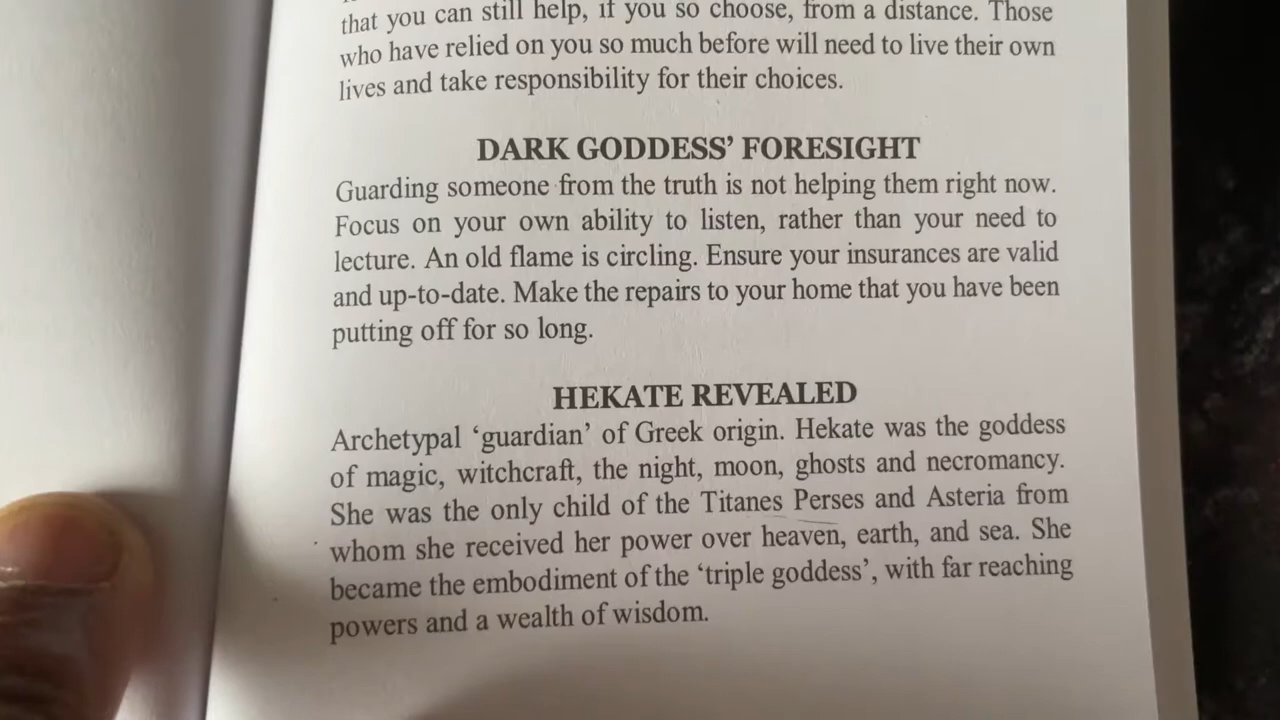 that you can still help, if you so choose, from a distance. Those
who have relied on you so much before will need to live their own
lives and take responsibility for their choices.
DARK GODDESS’ FORESIGHT
Guarding someone from the truth is not helping them right now.
Focus on your own ability to listen, rather than your need to
lecture. An old flame is circling. Ensure your insurances are valid
and up-to-date. Make the repairs to your home that you have been
putting off for so long.
HEKATE REVEALED
Archetypal ‘guardian’ of Greek origin. Hekate was the goddess
of magic, witchcraft, the night, moon, ghosts and necromancy.
She was the only child of the Titanes Perses and Asteria from
whom she received her power over heaven, earth, and sea. She
became the embodiment of the ‘triple goddess’, with far reaching
powers and a wealth of wisdom.